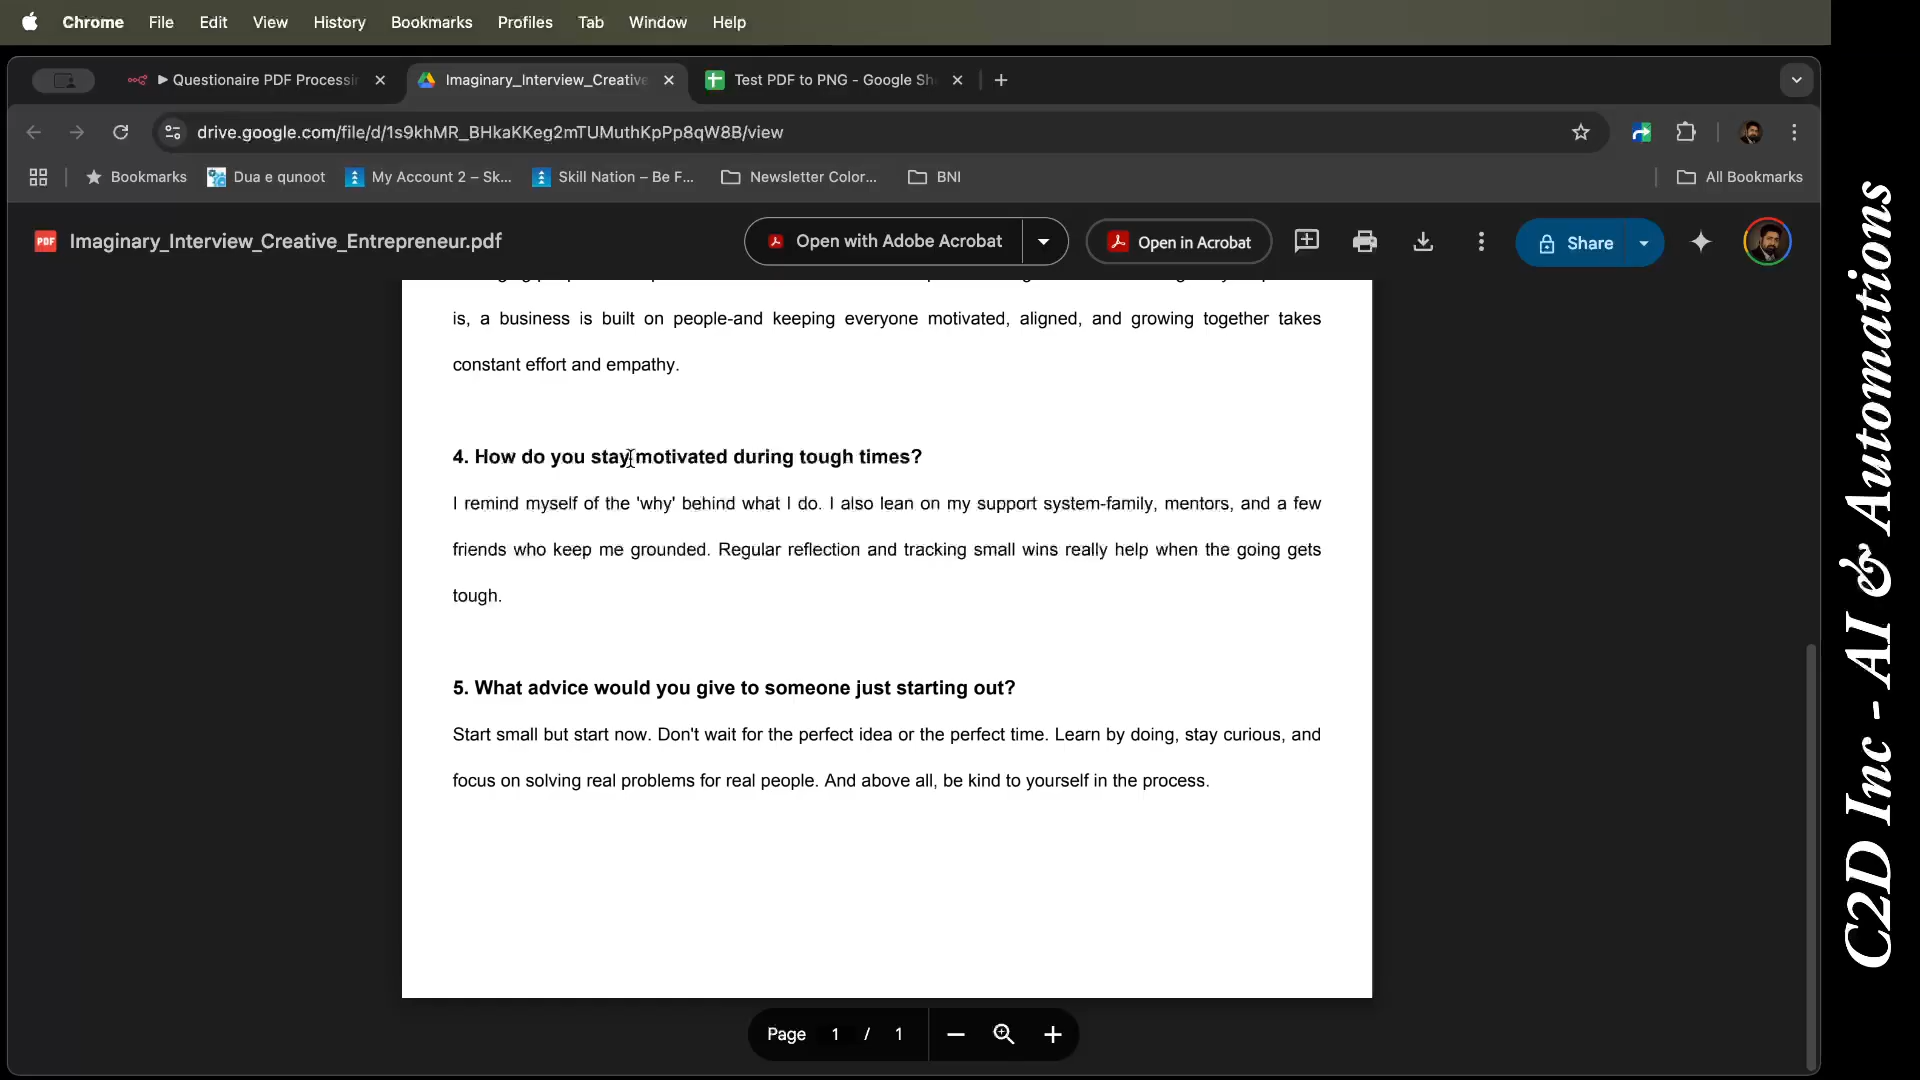 Chrome File Edit View History Bookmarks Profiles Tab Window Help
Questionaire PDF Processi
Imaginary_Interview_Creative
Test PDF to PNG - Google Sh
drive.google.com/file/d/1s9khMR_BHkaKKeg2mTUMuthKpPp8qW8B/view
Bookmarks Dua e qunoot My Account 2 – Sk... Skill Nation – Be F... Newsletter Color... BNI All Bookmarks
PDF Imaginary_Interview_Creative_Entrepreneur.pdf Open with Adobe Acrobat Open in Acrobat Share
is, a business is built on people-and keeping everyone motivated, aligned, and growing together takes
constant effort and empathy.
4. How do you stay motivated during tough times?
I remind myself of the 'why' behind what I do. I also lean on my support system-family, mentors, and a few
friends who keep me grounded. Regular reflection and tracking small wins really help when the going gets
tough.
5. What advice would you give to someone just starting out?
Start small but start now. Don't wait for the perfect idea or the perfect time. Learn by doing, stay curious, and
focus on solving real problems for real people. And above all, be kind to yourself in the process.
Page 1 / 1
C2D Inc - AI & Automations